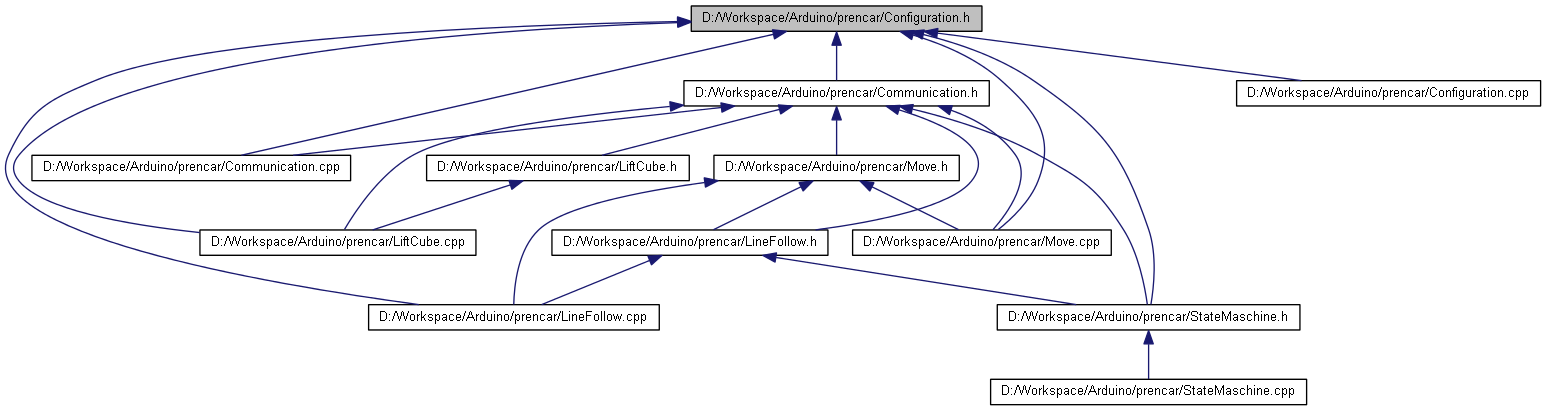 D:/Workspace/Arduino/prencar/Configuration.h
D:/Workspace/Arduino/prencar/Communication.h
D:/Workspace/Arduino/prencar/Configuration.cpp
D:/Workspace/Arduino/prencar/Communication.cpp
D:/Workspace/Arduino/prencar/LiftCube.h
D:/Workspace/Arduino/prencar/Move.h
D:/Workspace/Arduino/prencar/LiftCube.cpp
D:/Workspace/Arduino/prencar/LineFollow.h
D:/Workspace/Arduino/prencar/Move.cpp
D:/Workspace/Arduino/prencar/LineFollow.cpp
D:/Workspace/Arduino/prencar/StateMaschine.h
D:/Workspace/Arduino/prencar/StateMaschine.cpp